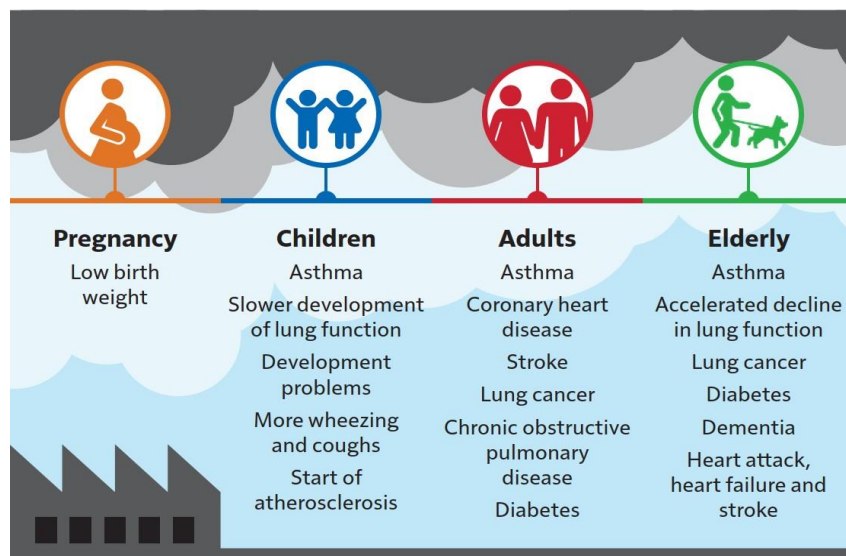 Pregnancy
Low birth
weight
Children
Asthma
Slower development
of lung function
Development
problems
More wheezing
and coughs
Start of
atherosclerosis
Adults
Asthma
Coronary heart
disease
Stroke
Lung cancer
Chronic obstructive
pulmonary
disease
Diabetes
Elderly
Asthma
Accelerated decline
in lung function
Lung cancer
Diabetes
Dementia
Heart attack,
heart failure and
stroke